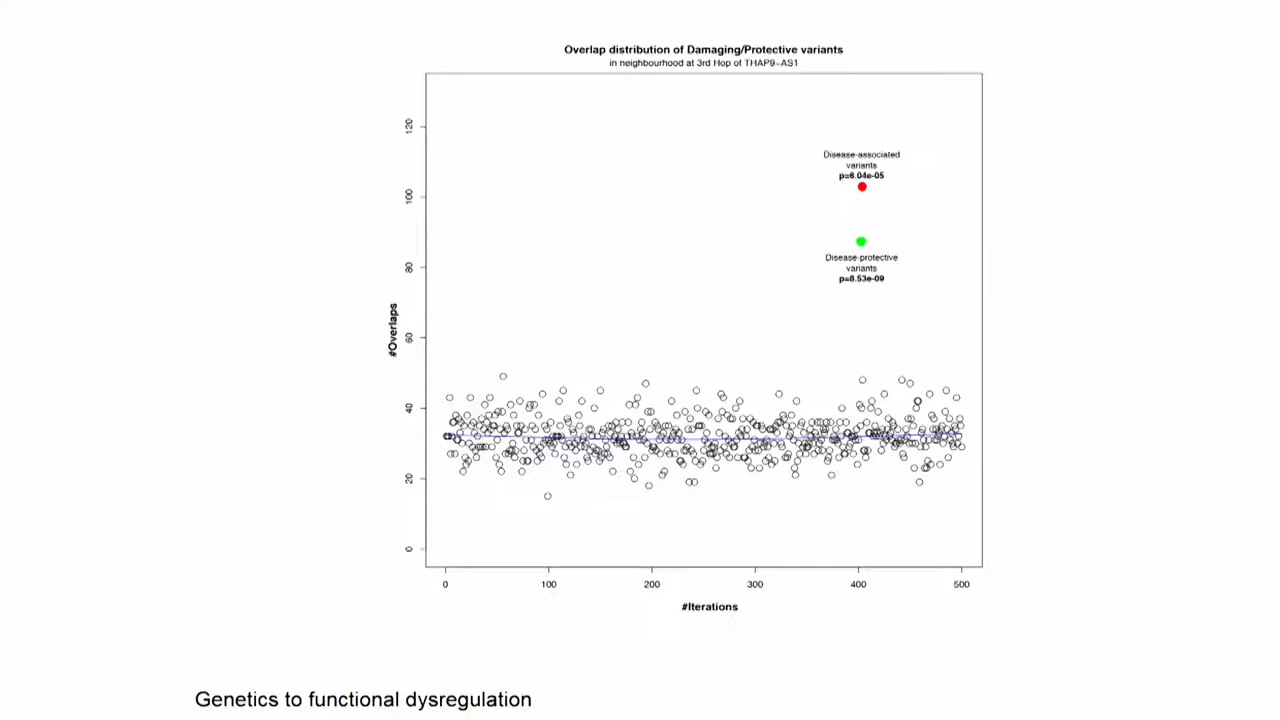 Overlap distribution of Damaging/Protective variants
in neighbourhood at 3rd Hop of THAP9-AS1
120
100
80
60
40
20
0
#Overlaps
Disease-associated
variants
p=6.04e-05
Disease-protective
variants
p=8.53e-09
0 100 200 300 400 500
#Iterations
Genetics to functional dysregulation